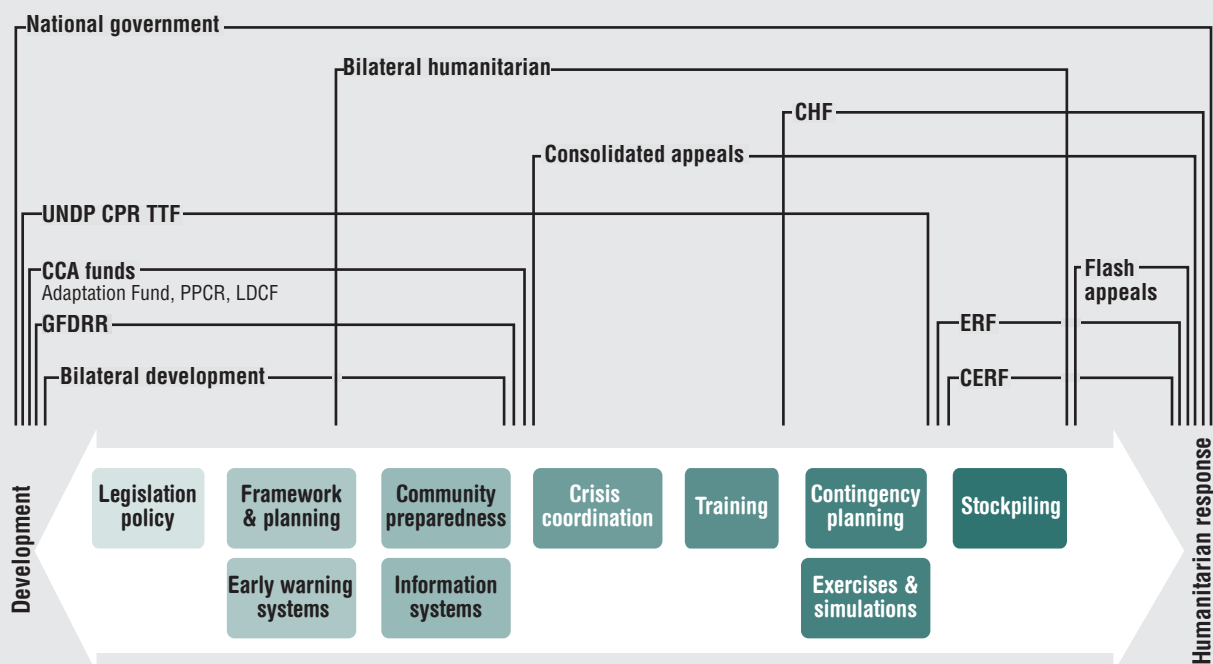 National government
Bilateral humanitarian
CHF
Consolidated appeals
UNDP CPR TTF
CCA funds
Adaptation Fund, PPCR, LDCF
Flash
appeals
GFDRR
ERF
Bilateral development
CERF
Development
Legislation
policy
Framework
& planning
Community
preparedness
Crisis
coordination
Training
Contingency
planning
Stockpiling
Early warning
systems
Information
systems
Exercises &
simulations
Humanitarian response